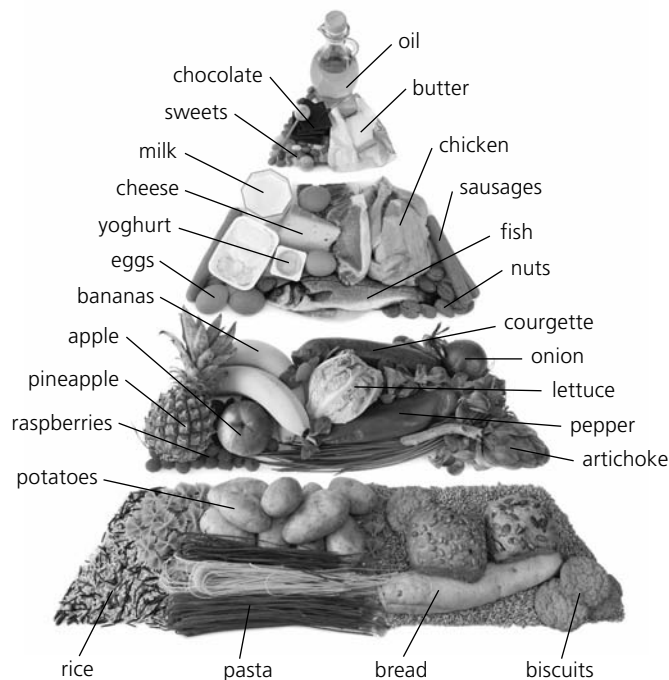 oil
chocolate
butter
sweets
milk
chicken
cheese
sausages
yoghurt
fish
eggs
nuts
bananas
courgette
apple
onion
pineapple
lettuce
raspberries
pepper
potatoes
artichoke
rice
pasta
bread
biscuits